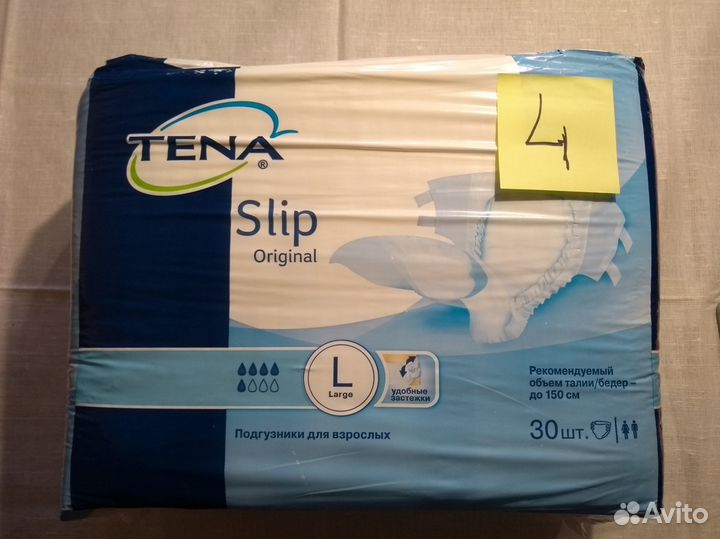 TENA
®
4
Slip
Original
L
Large
удобные
застежки
Рекомендуемый
объем талии/бедер –
до 150 см
Подгузники для взрослых
30 шт.
Avito